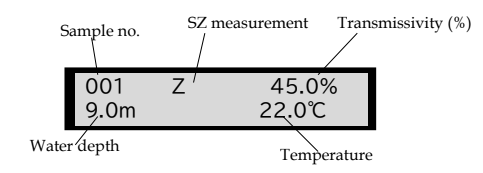 Sample no.
SZ measurement
Transmissivity (%)
001 Z 45.0%
9.0m 22.0℃
Water depth
Temperature